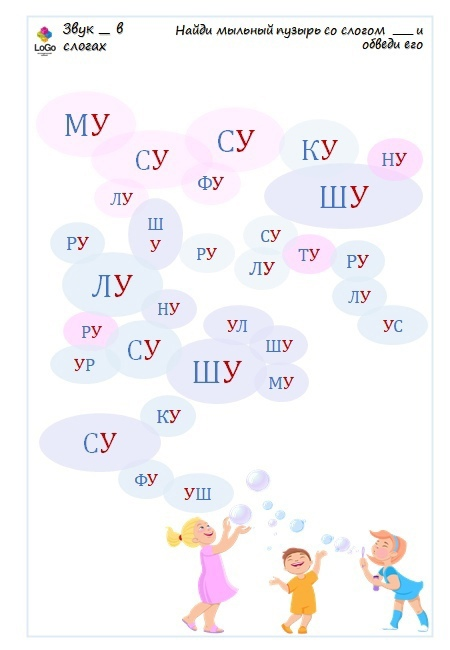 Звук __ в
слогах
LoGo
Найди мыльный пузырь со слогом ___ и
обведи его
МУ
СУ
СУ
КУ
НУ
ШУ
ЛУ
ФУ
Ш
У
РУ
РУ
СУ
ЛУ
ТУ
РУ
ЛУ
НУ
ЛУ
УС
РУ
УР
СУ
УЛ
ШУ
ШУ
МУ
КУ
СУ
ФУ
УШ